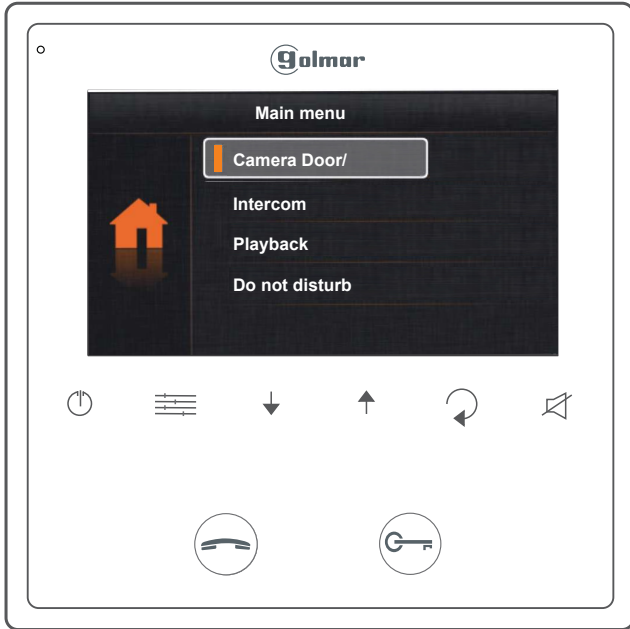 golmar
Main menu
Camera Door/
Intercom
Playback
Do not disturb